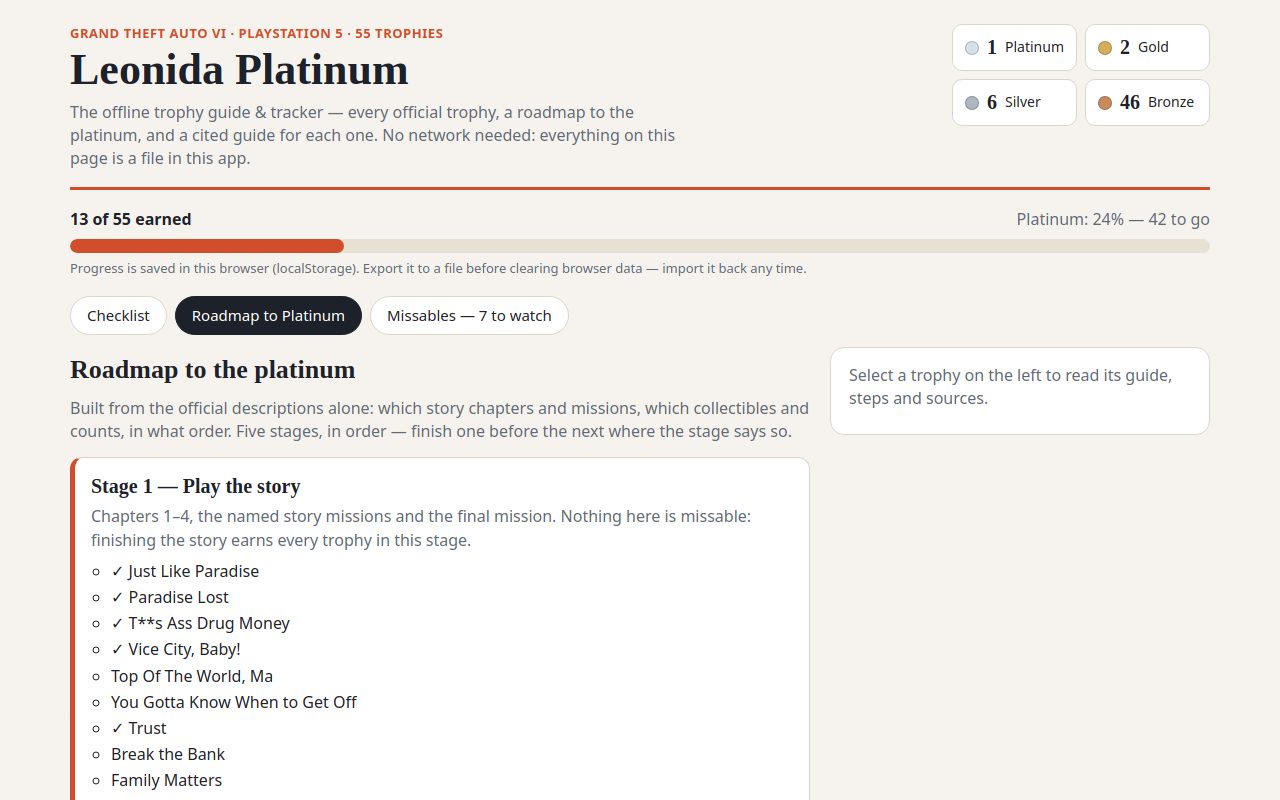 GRAND THEFT AUTO VI · PLAYSTATION 5 · 55 TROPHIES
Leonida Platinum
The offline trophy guide & tracker — every official trophy, a roadmap to the
platinum, and a cited guide for each one. No network needed: everything on this
page is a file in this app.
1 Platinum
2 Gold
6 Silver
46 Bronze
13 of 55 earned
Platinum: 24% — 42 to go
Progress is saved in this browser (localStorage). Export it to a file before clearing browser data — import it back any time.
Checklist
Roadmap to Platinum
Missables — 7 to watch
Roadmap to the platinum
Built from the official descriptions alone: which story chapters and missions, which collectibles and
counts, in what order. Five stages, in order — finish one before the next where the stage says so.
Select a trophy on the left to read its guide,
steps and sources.
Stage 1 — Play the story
Chapters 1–4, the named story missions and the final mission. Nothing here is missable:
finishing the story earns every trophy in this stage.
✓ Just Like Paradise
✓ Paradise Lost
✓ T**s Ass Drug Money
✓ Vice City, Baby!
Top Of The World, Ma
You Gotta Know When to Get Off
✓ Trust
Break the Bank
Family Matters